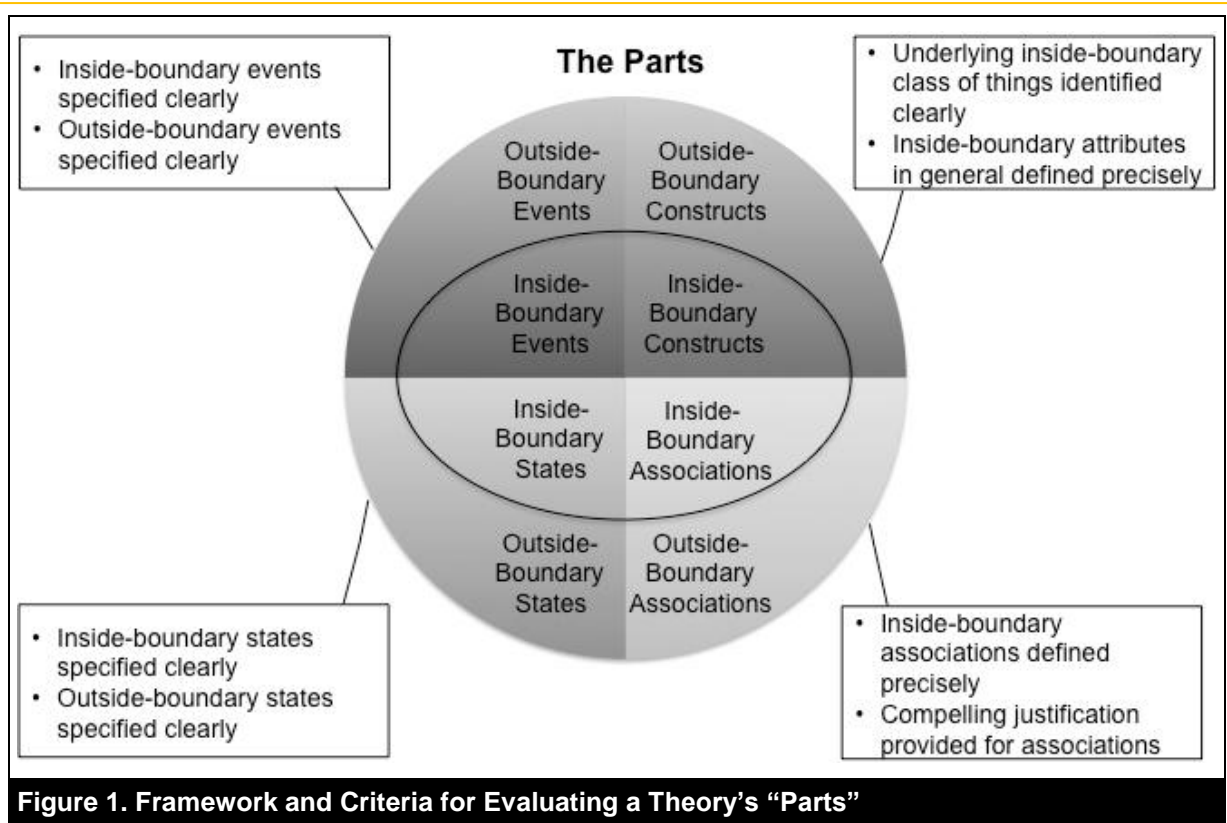 The Parts
• Inside-boundary events
specified clearly
• Outside-boundary events
specified clearly
• Underlying inside-boundary
class of things identified
clearly
• Inside-boundary attributes
in general defined precisely
Outside-
Boundary
Events
Outside-
Boundary
Constructs
Inside-
Boundary
Events
Inside-
Boundary
Constructs
Inside-
Boundary
States
Inside-
Boundary
Associations
Outside-
Boundary
States
Outside-
Boundary
Associations
• Inside-boundary states
specified clearly
• Outside-boundary states
specified clearly
• Inside-boundary
associations defined
precisely
• Compelling justification
provided for associations
Figure 1. Framework and Criteria for Evaluating a Theory’s “Parts”